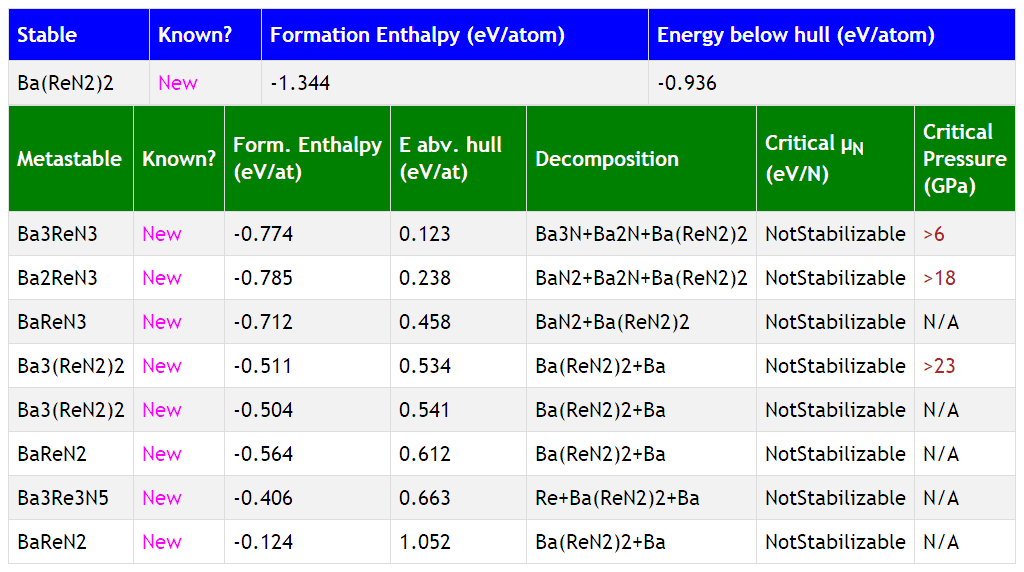 Stable Known? Formation Enthalpy (eV/atom) Energy below hull (eV/atom)
Ba(ReN2)2 New -1.344 -0.936
Metastable Known? Form. Enthalpy (eV/at) E abv. hull (eV/at) Decomposition Critical μN (eV/N) Critical Pressure (GPa)
Ba3ReN3 New -0.774 0.123 Ba3N+Ba2N+Ba(ReN2)2 NotStabilizable >6
Ba2ReN3 New -0.785 0.238 BaN2+Ba2N+Ba(ReN2)2 NotStabilizable >18
BaReN3 New -0.712 0.458 BaN2+Ba(ReN2)2 NotStabilizable N/A
Ba3(ReN2)2 New -0.511 0.534 Ba(ReN2)2+Ba NotStabilizable >23
Ba3(ReN2)2 New -0.504 0.541 Ba(ReN2)2+Ba NotStabilizable N/A
BaReN2 New -0.564 0.612 Ba(ReN2)2+Ba NotStabilizable N/A
Ba3Re3N5 New -0.406 0.663 Re+Ba(ReN2)2+Ba NotStabilizable N/A
BaReN2 New -0.124 1.052 Ba(ReN2)2+Ba NotStabilizable N/A